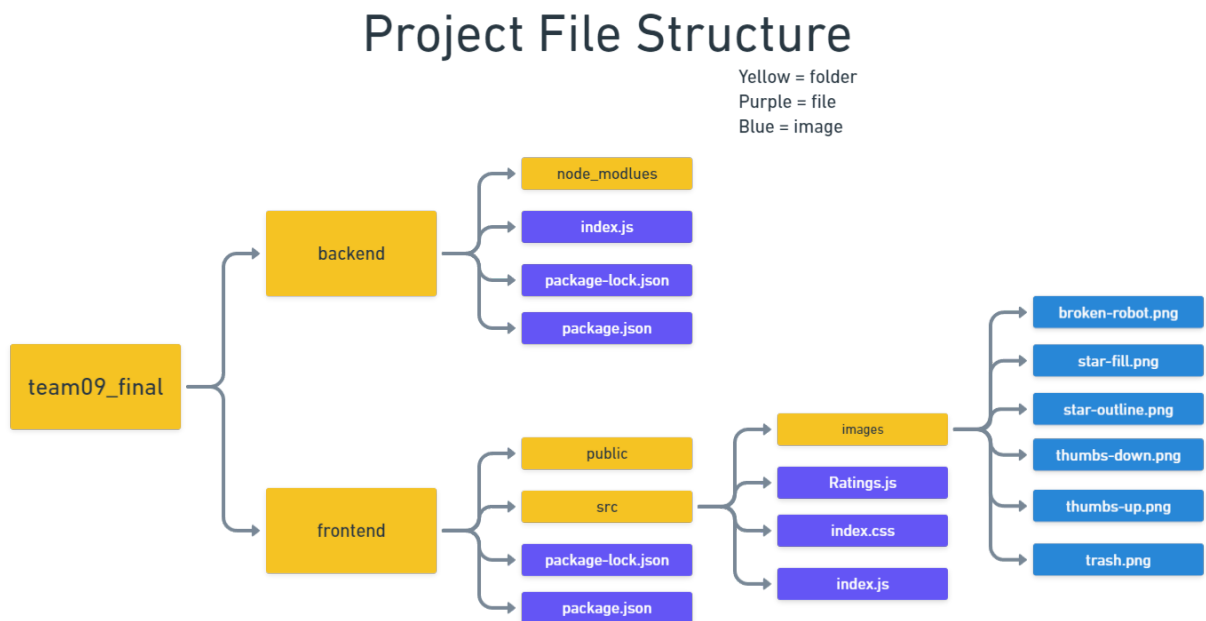 Project File Structure
Yellow = folder
Purple = file
Blue = image
team09_final
backend
node_modlues
index.js
package-lock.json
package.json
frontend
public
src
package-lock.json
package.json
images
Ratings.js
index.css
index.js
broken-robot.png
star-fill.png
star-outline.png
thumbs-down.png
thumbs-up.png
trash.png